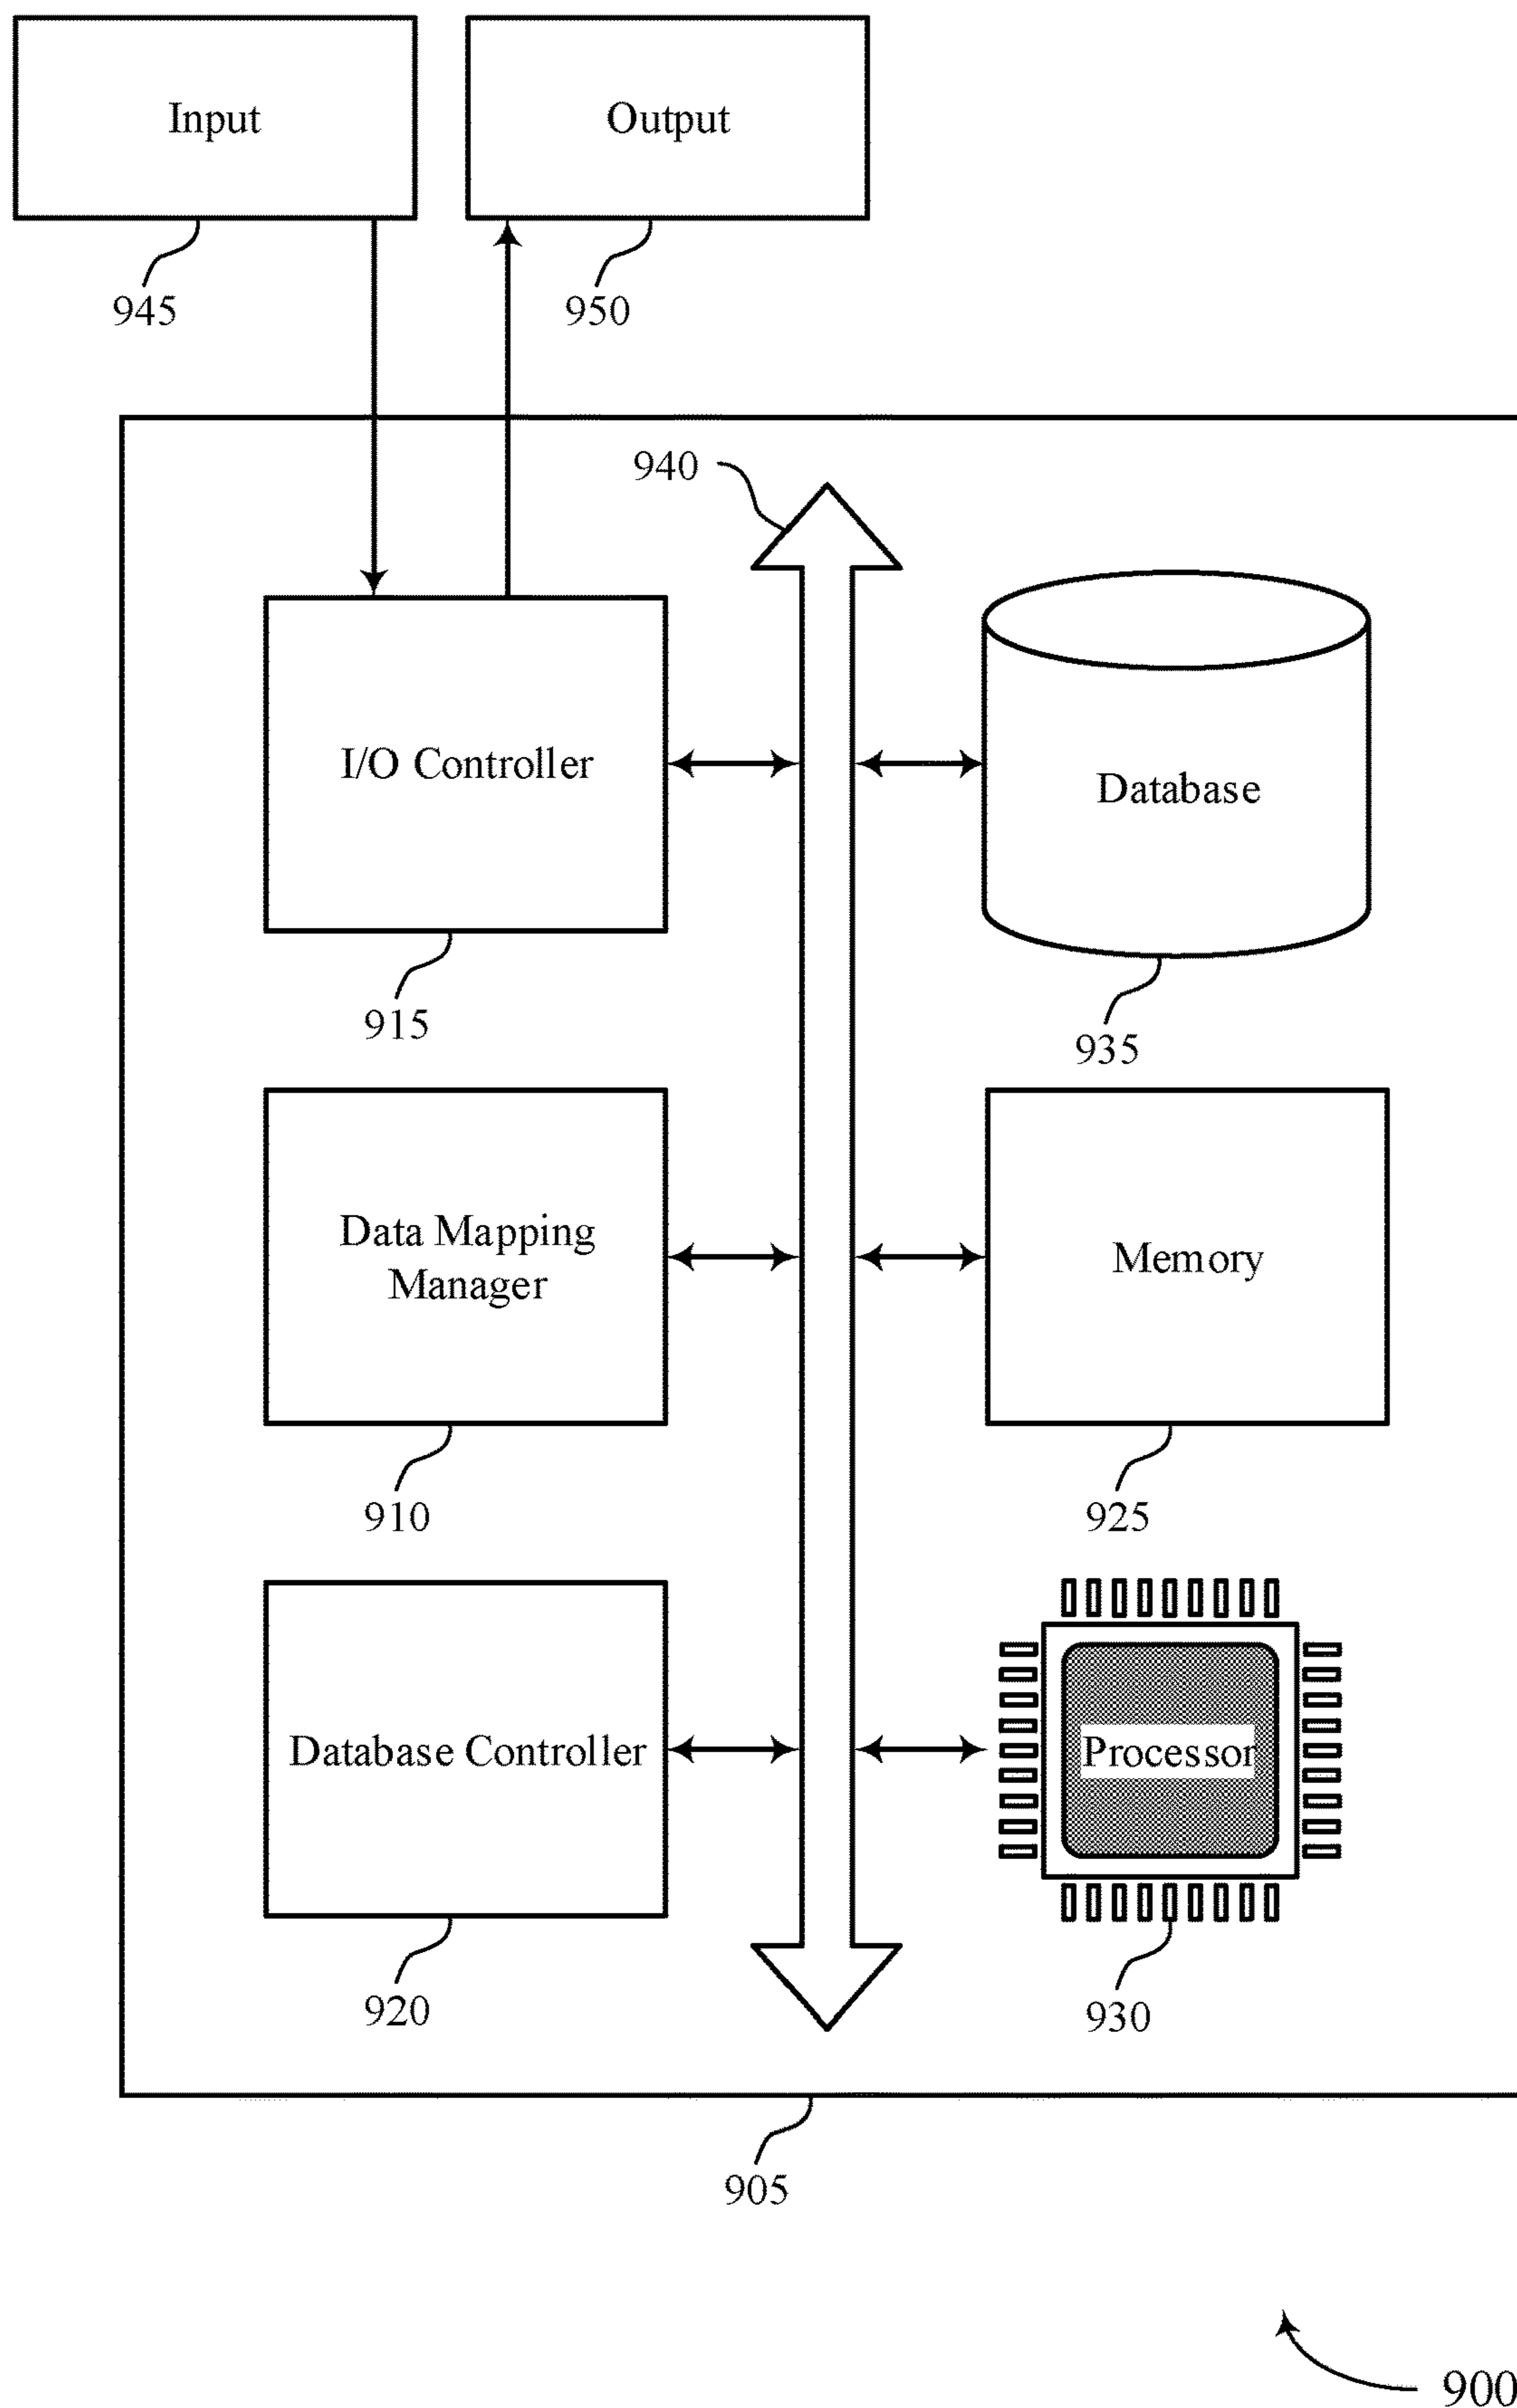 Input
Output
945
950
940
I/O Controller
Database
915
935
Data Mapping
Manager
Memory
910
925
Database Controller
Processor
920
930
905
900